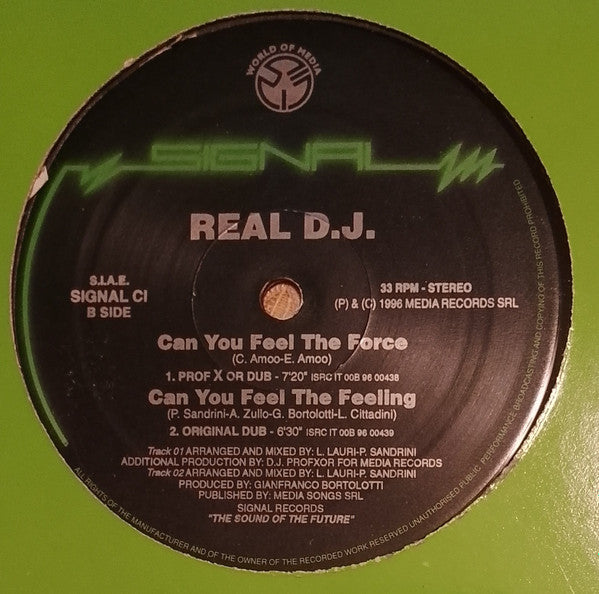 WORLD OF MEDIA
SIGNAL
REAL D.J.
S.I.A.E.
SIGNAL CI
B SIDE
33 RPM - STEREO
(P) & (C) 1996 MEDIA RECORDS SRL
Can You Feel The Force
(C. Amoo-E. Amoo)
1. PROF X OR DUB - 7'20" ISRC IT 00B 96 00438
Can You Feel The Feeling
(P. Sandrini-A. Zullo-G. Bortolotti-L. Cittadini)
2. ORIGINAL DUB - 6'30" ISRC IT 00B 96 00439
Track 01 ARRANGED AND MIXED BY: L. LAURI-P. SANDRINI
ADDITIONAL PRODUCTION BY: D.J. PROFXOR FOR MEDIA RECORDS
Track 02 ARRANGED AND MIXED BY: L. LAURI-P. SANDRINI
PRODUCED BY: GIANFRANCO BORTOLOTTI
PUBLISHED BY: MEDIA SONGS SRL
SIGNAL RECORDS
"THE SOUND OF THE FUTURE"
ALL RIGHTS OF THE MANUFACTURER AND OF THE OWNER OF THE RECORDED WORK RESERVED UNAUTHORISED PUBLIC PERFORMANCE BROADCASTING AND COPYING OF THIS RECORD PROHIBITED